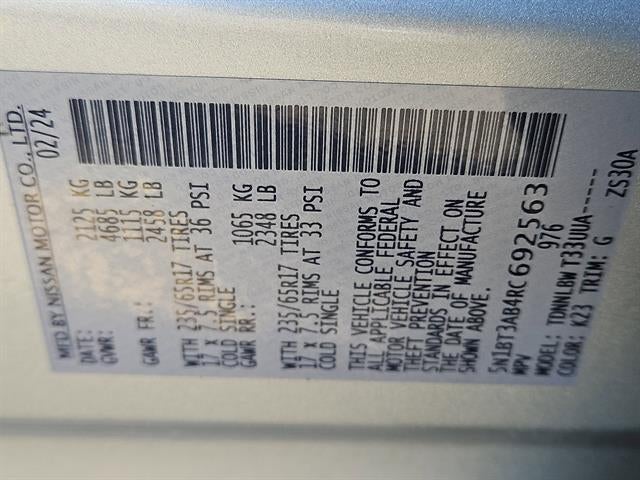 MFD BY NISSAN MOTOR CO., LTD.
DATE: 02/24
GVWR: 2125 KG
4685 LB
GAWR FR.: 1115 KG
2458 LB
WITH 235/65R17 TIRES
17 X 7.5 RIMS AT 36 PSI
COLD SINGLE
GAWR RR.: 1065 KG
2348 LB
WITH 235/65R17 TIRES
17 X 7.5 RIMS AT 33 PSI
COLD SINGLE
THIS VEHICLE CONFORMS TO
ALL APPLICABLE FEDERAL
MOTOR VEHICLE SAFETY AND
THEFT PREVENTION
STANDARDS IN EFFECT ON
THE DATE OF MANUFACTURE
SHOWN ABOVE.
5N1BT3AB4RC692563
MPV 976
MODEL: TDNNLBW T33UUA-----
COLOR: K23 TRIM: G ZS30A